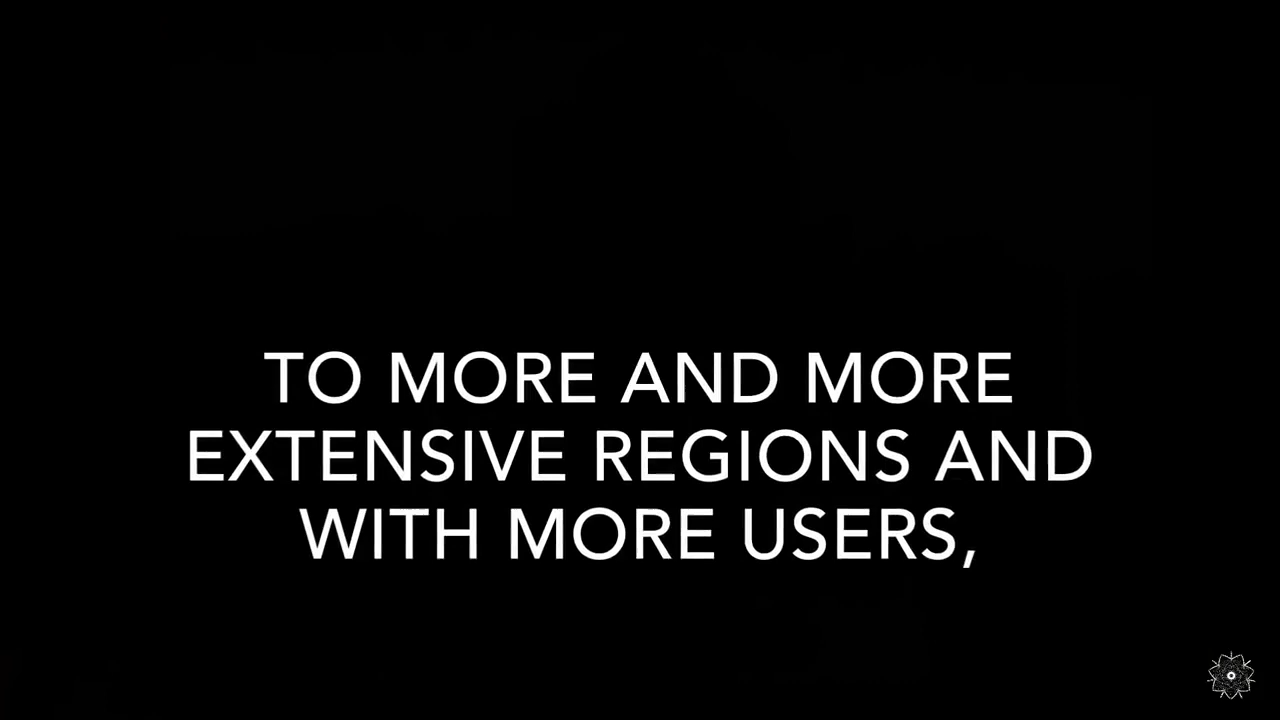 TO MORE AND MORE
EXTENSIVE REGIONS AND
WITH MORE USERS,